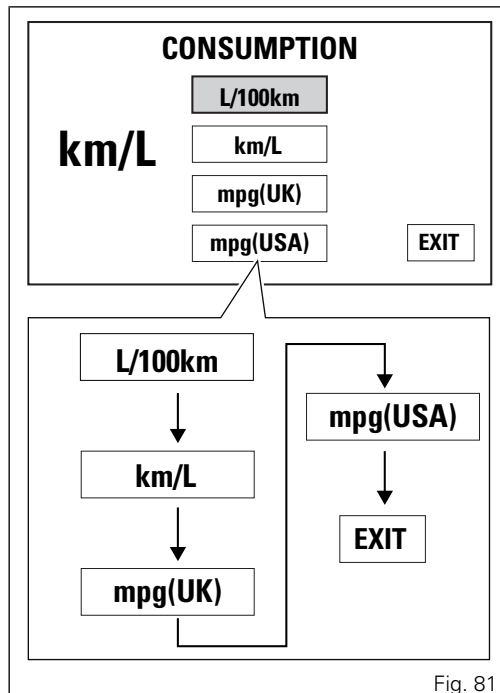 CONSUMPTION
L/100km
km/L
km/L
mpg(UK)
mpg(USA)
EXIT
L/100km
km/L
mpg(UK)
mpg(USA)
EXIT
Fig. 81